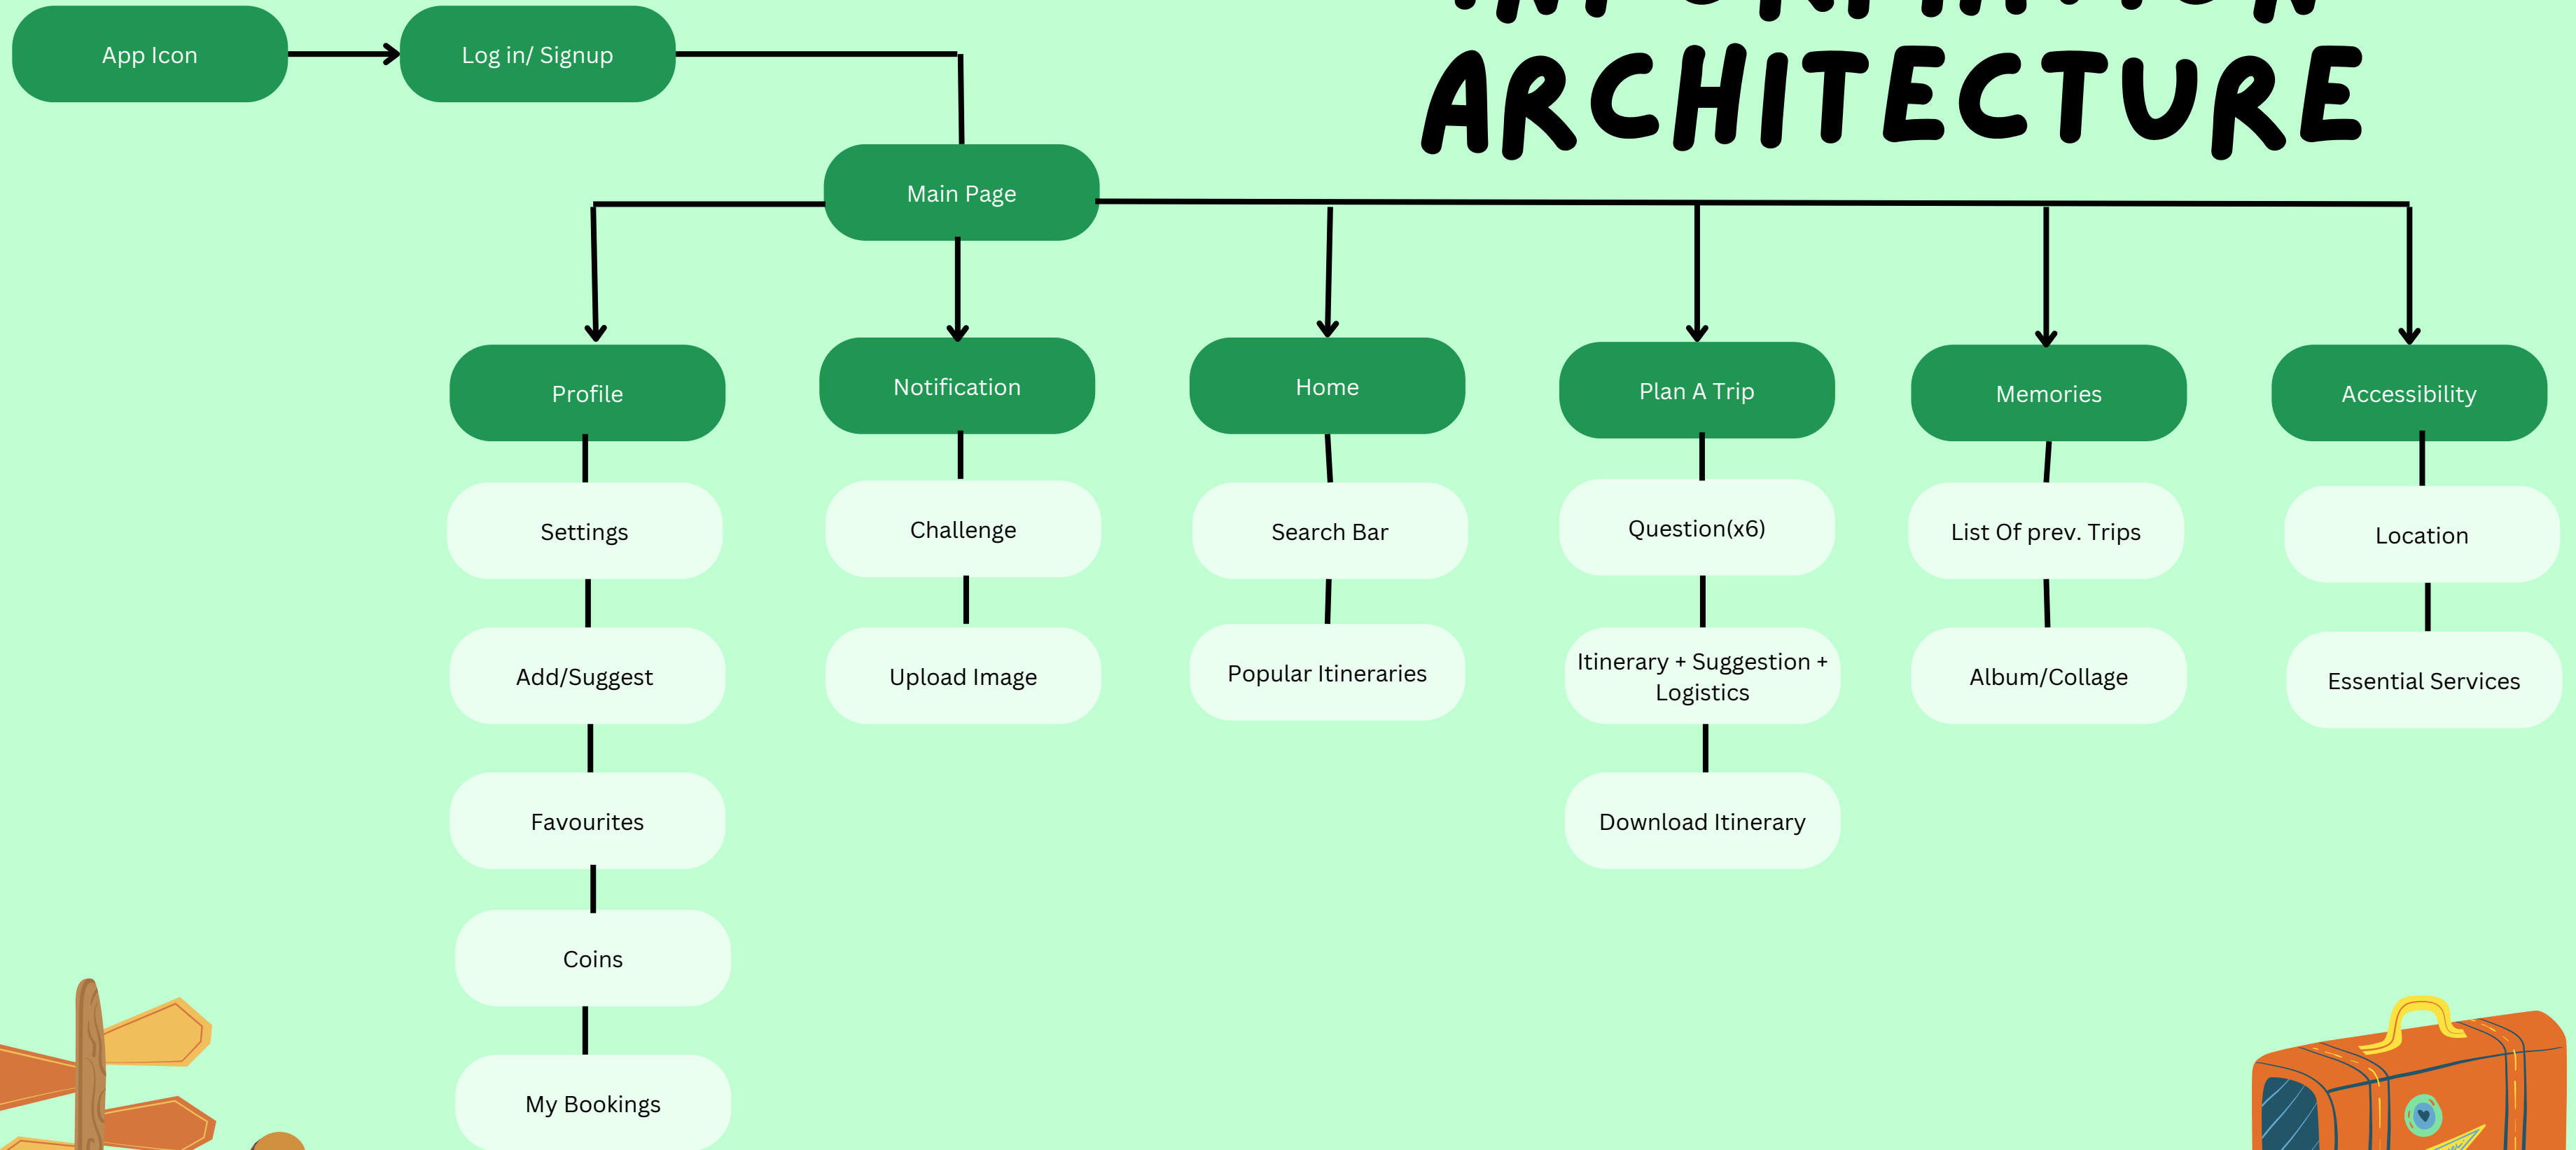 INFORMATION
ARCHITECTURE
App Icon
Log in/ Signup
Main Page
Profile
Notification
Home
Plan A Trip
Memories
Accessibility
Settings
Challenge
Search Bar
Question(x6)
List Of prev. Trips
Location
Add/Suggest
Upload Image
Popular Itineraries
Itinerary + Suggestion +
Logistics
Album/Collage
Essential Services
Favourites
Download Itinerary
Coins
My Bookings